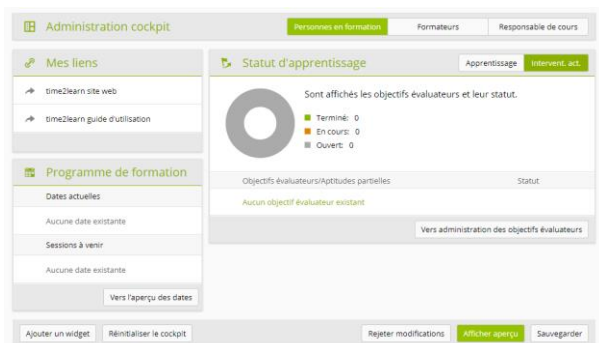 Administration cockpit
Personnes en formation
Formateurs
Responsable de cours
Mes liens
time2learn site web
time2learn guide d'utilisation
Programme de formation
Dates actuelles
Aucune date existante
Sessions à venir
Aucune date existante
Vers l'aperçu des dates
Statut d'apprentissage
Apprentissage
Intervent. act.
Sont affichés les objectifs évaluateurs et leur statut.
Terminé: 0
En cours: 0
Ouvert: 0
Objectifs évaluateurs/Aptitudes partielles
Statut
Aucun objectif évaluateur existant
Vers administration des objectifs évaluateurs
Ajouter un widget
Réinitialiser le cockpit
Rejeter modifications
Afficher aperçu
Sauvegarder